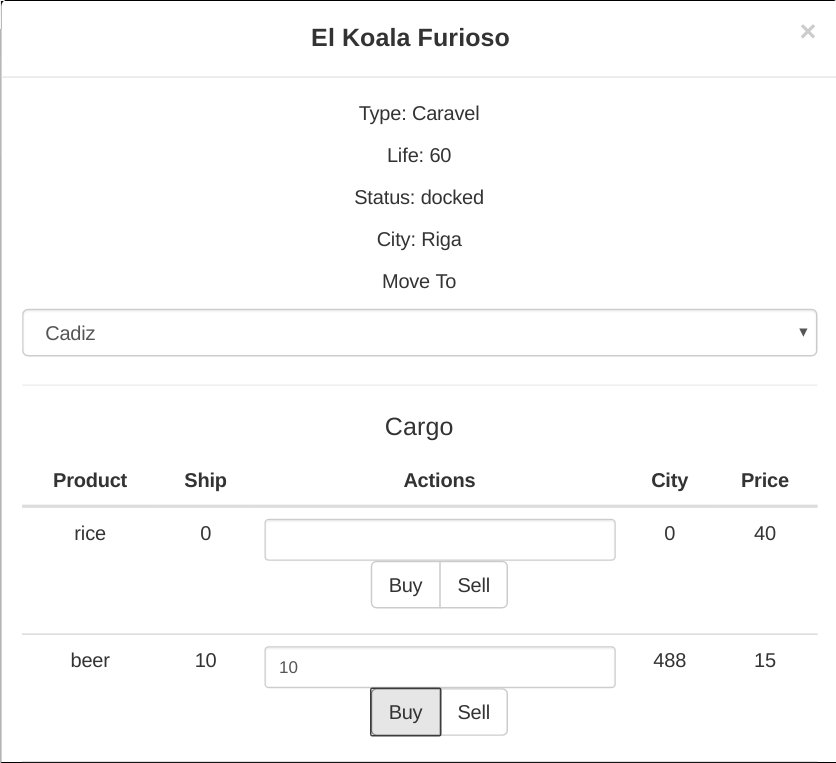 El Koala Furioso ×
Type: Caravel
Life: 60
Status: docked
City: Riga
Move To
Cadiz
Cargo
Product Ship Actions City Price
rice 0 0 40
Buy Sell
beer 10 10 488 15
Buy Sell